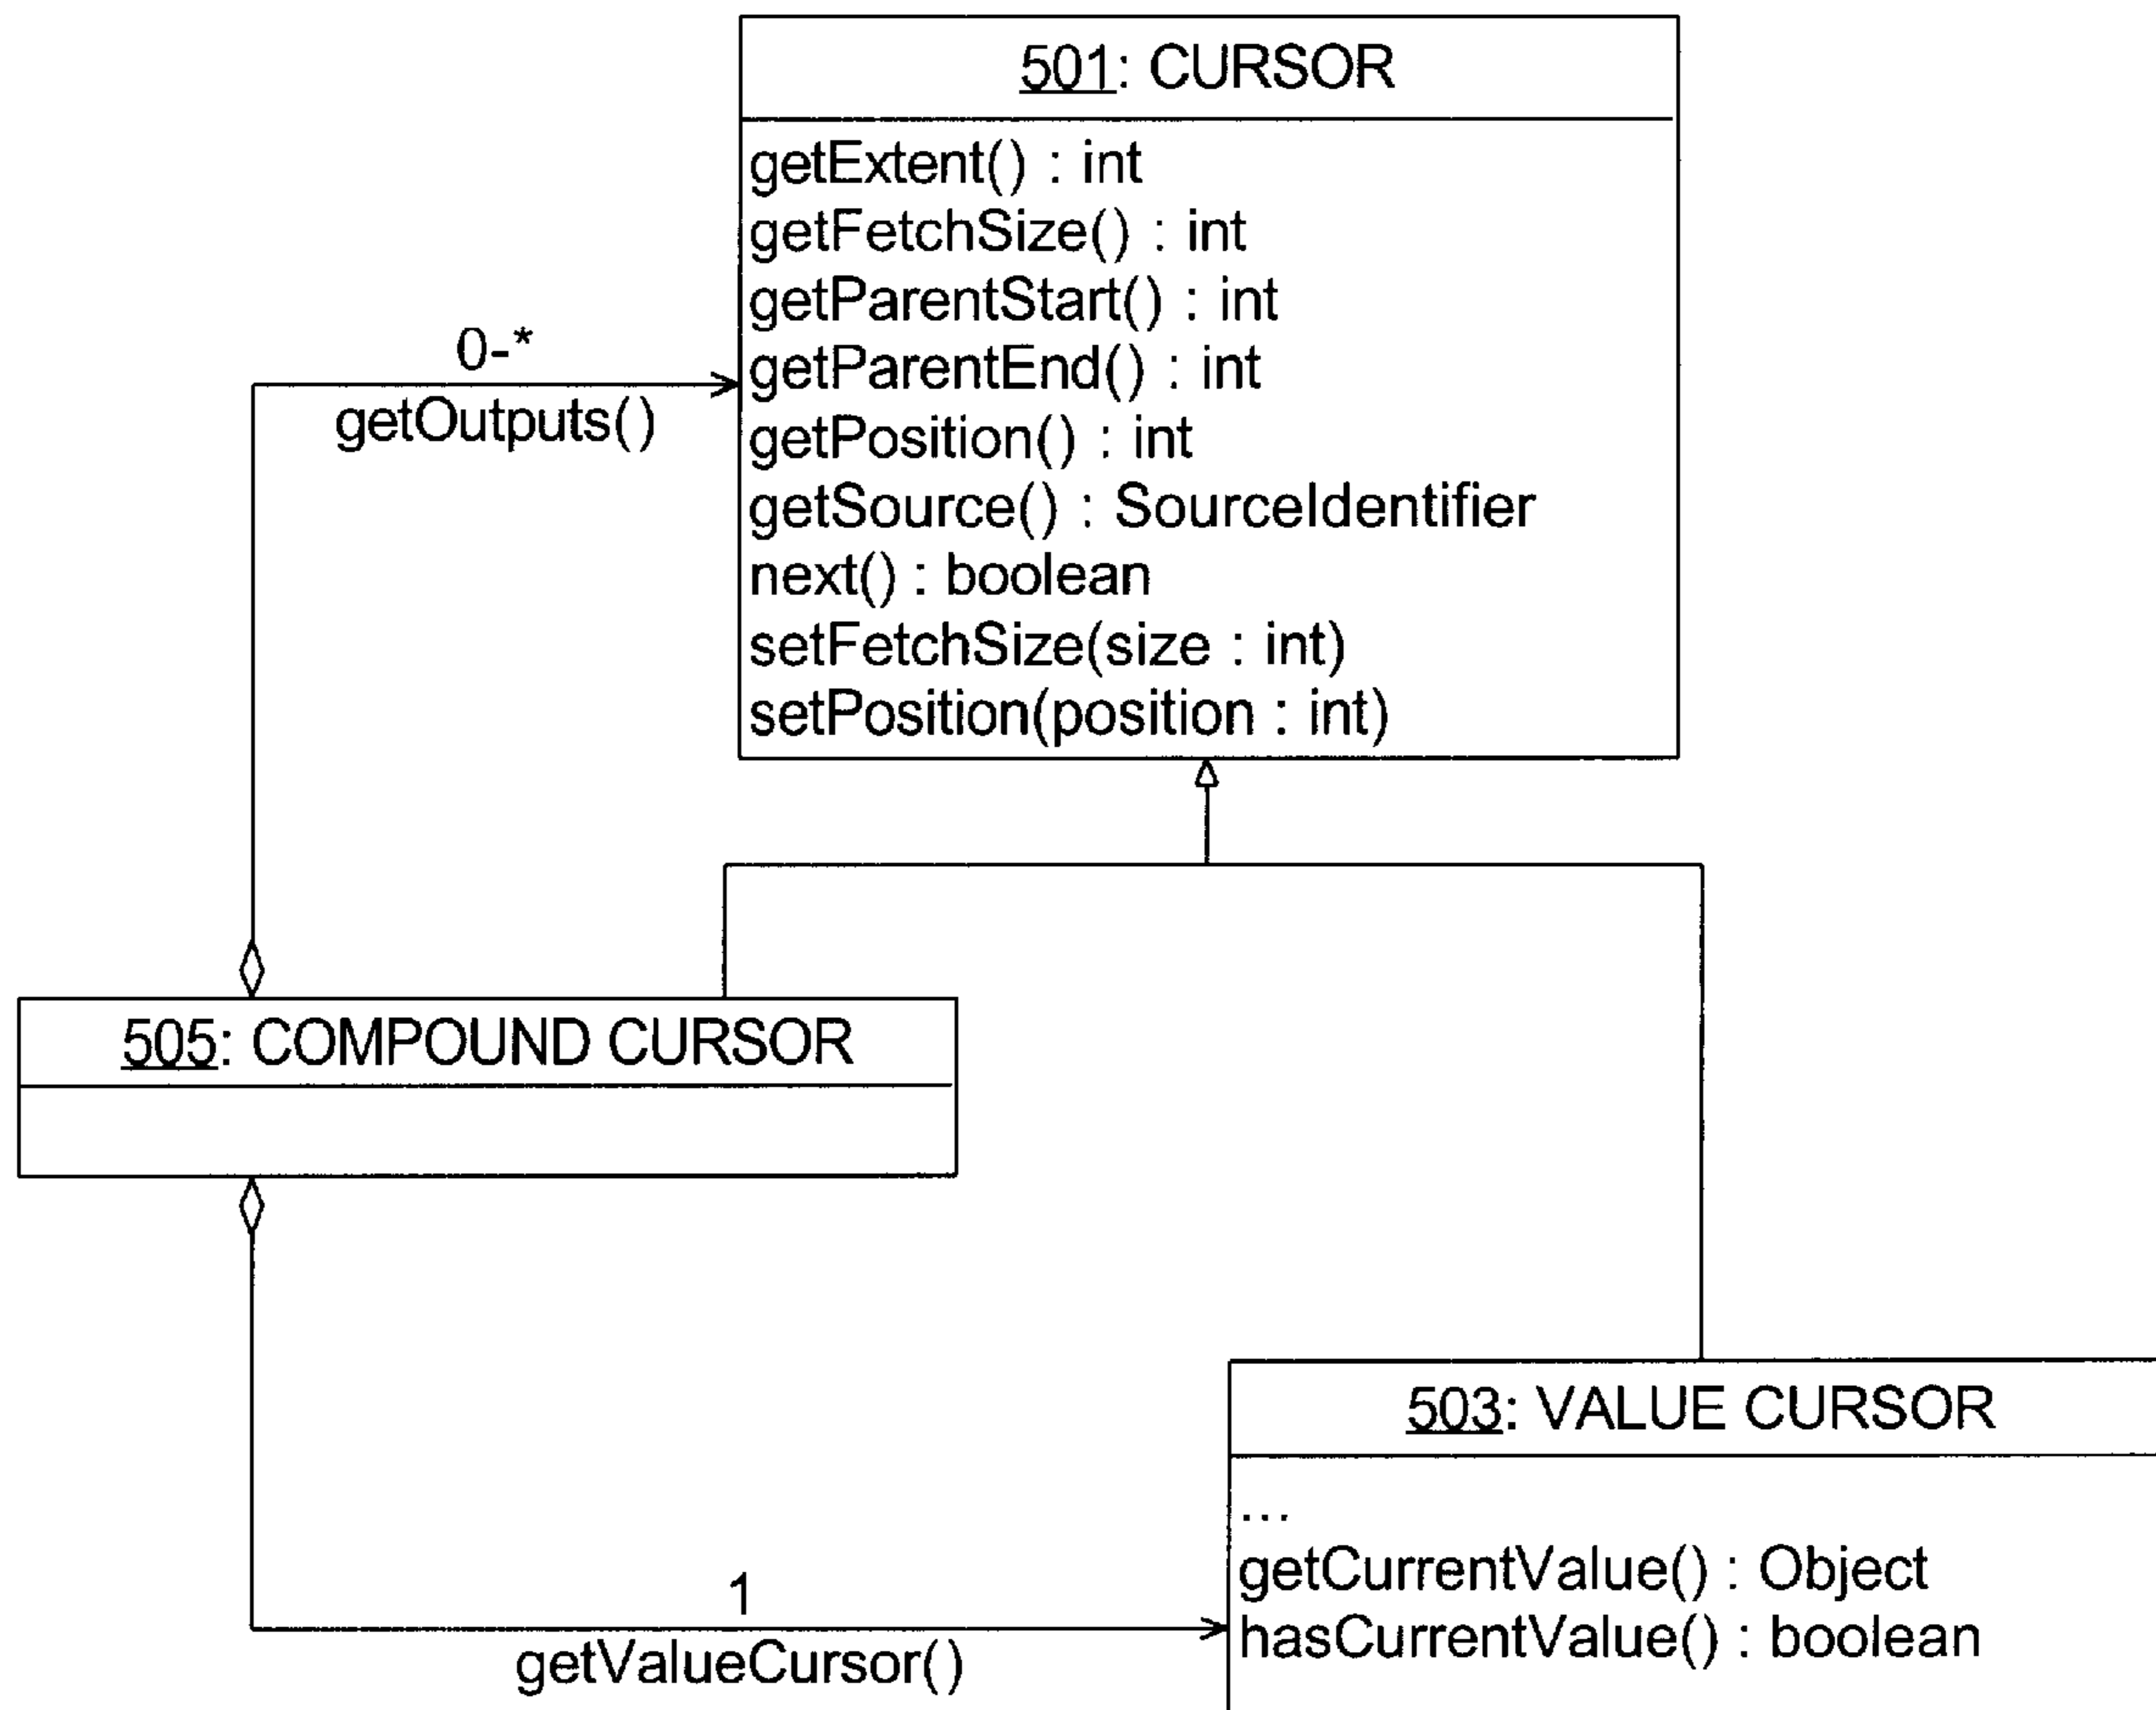 501: CURSOR
getExtent() : int
getFetchSize() : int
getParentStart() : int
getParentEnd() : int
getPosition() : int
getSource() : SourceIdentifier
next() : boolean
setFetchSize(size : int)
setPosition(position : int)
0-*
getOutputs()
505: COMPOUND CURSOR
503: VALUE CURSOR
...
getCurrentValue() : Object
hasCurrentValue() : boolean
1
getValueCursor()